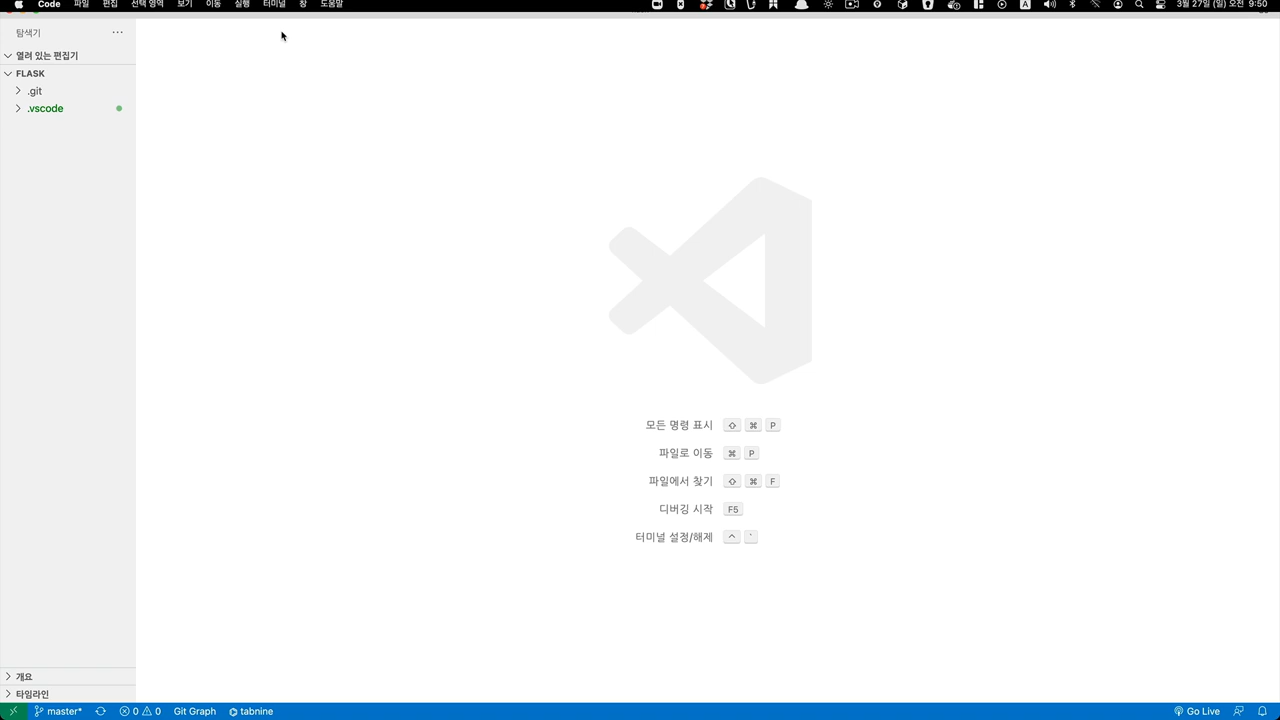 Code 파일 편집 선택 영역 보기 이동 실행 터미널 창 도움말 A 3월 27일 (일) 오전 9:50
탐색기 ···
열려 있는 편집기
FLASK
.git
.vscode
모든 명령 표시 ⇧ ⌘ P
파일로 이동 ⌘ P
파일에서 찾기 ⇧ ⌘ F
디버깅 시작 F5
터미널 설정/해제 ^ `
개요
타임라인
master* 0 0 Git Graph tabnine Go Live